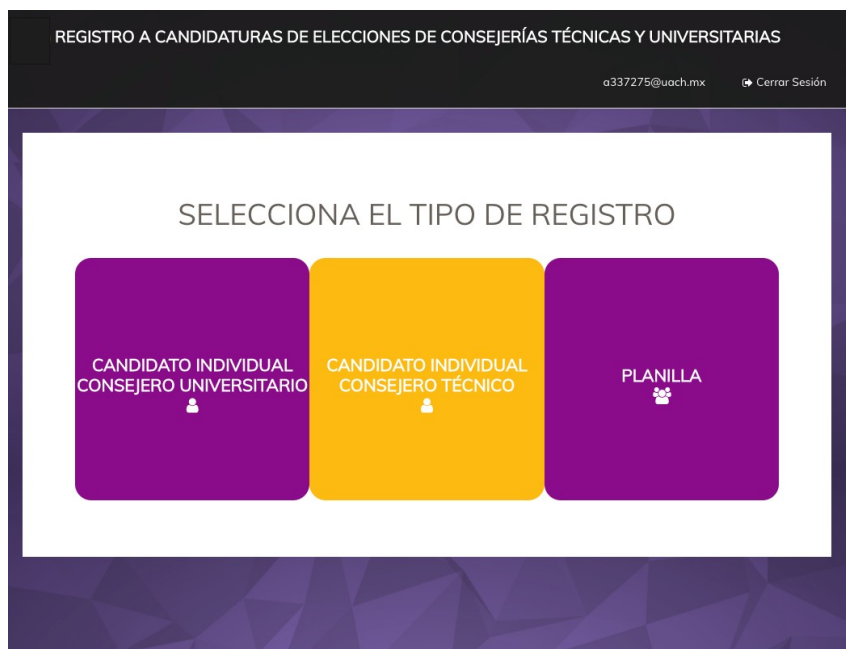 REGISTRO A CANDIDATURAS DE ELECCIONES DE CONSEJERÍAS TÉCNICAS Y UNIVERSITARIAS
a337275@uach.mx Cerrar Sesión
SELECCIONA EL TIPO DE REGISTRO
CANDIDATO INDIVIDUAL
CONSEJERO UNIVERSITARIO
CANDIDATO INDIVIDUAL
CONSEJERO TÉCNICO
PLANILLA